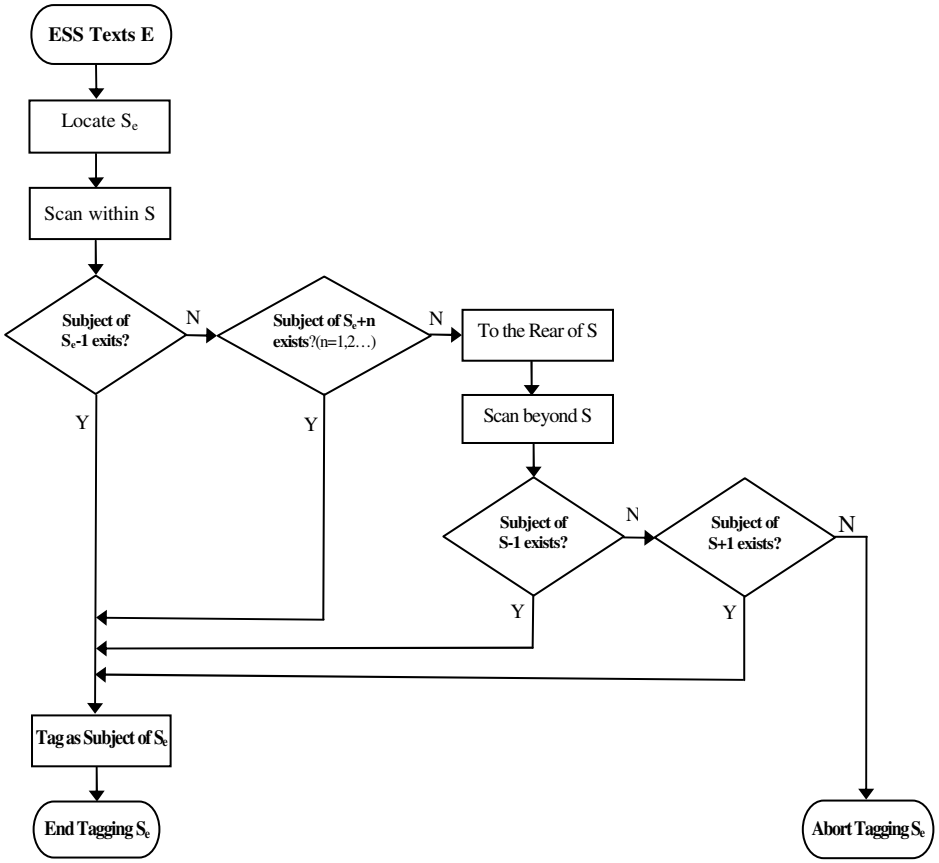 ESS Texts E
Locate Se
Scan within S
Subject of
Se-1 exits?
N
Subject of Se+n
exists?(n=1,2…)
N
To the Rear of S
Scan beyond S
Y
Y
Subject of
S-1 exists?
N
Subject of
S+1 exists?
N
Y
Y
Tag as Subject of Se
End Tagging Se
Abort Tagging Se